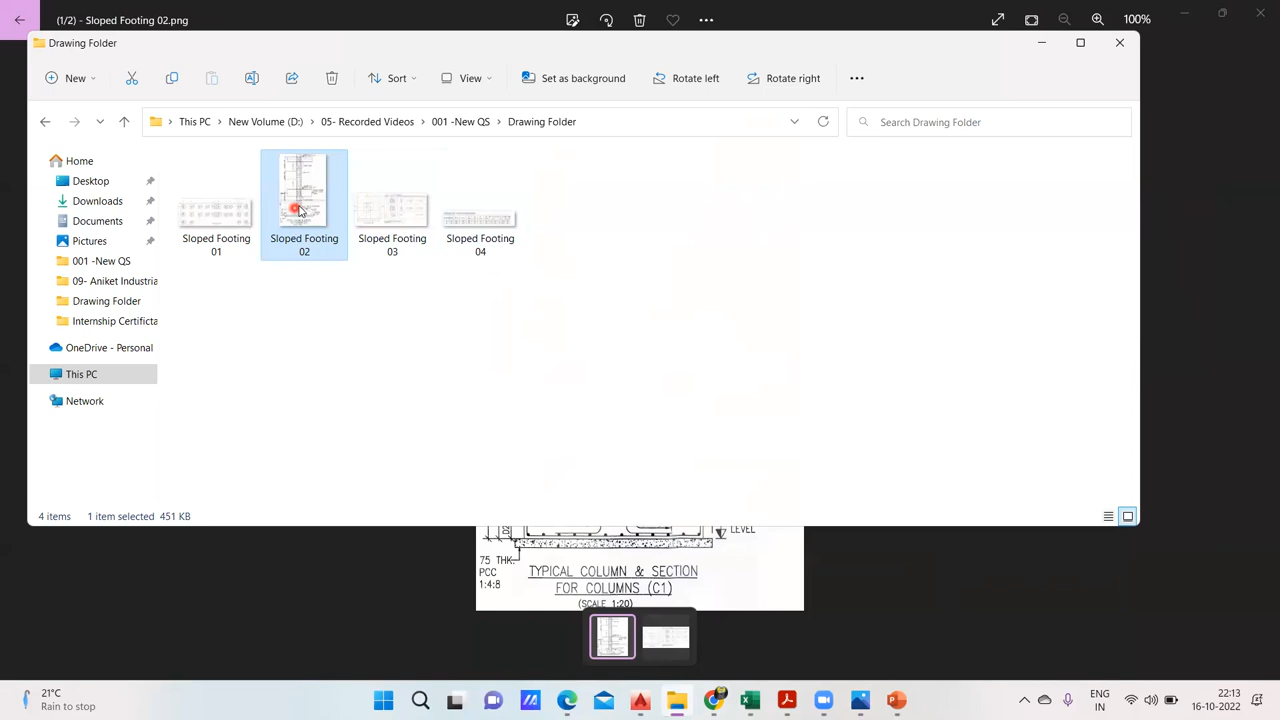 (1/2) - Sloped Footing 02.png
100%
Drawing Folder
New
Sort
View
Set as background
Rotate left
Rotate right
This PC
New Volume (D:)
05- Recorded Videos
001 -New QS
Drawing Folder
Search Drawing Folder
Home
Desktop
Downloads
Documents
Pictures
001 -New QS
09- Aniket Industria
Drawing Folder
Internship Certificta
OneDrive - Personal
This PC
Network
Sloped Footing
01
Sloped Footing
02
Sloped Footing
03
Sloped Footing
04
4 items
1 item selected 451 KB
LEVEL
75 THK.
PCC
1:4:8
TYPICAL COLUMN & SECTION
FOR COLUMNS (C1)
(SCALE 1:20)
21°C
Rain to stop
ENG
IN
22:13
16-10-2022